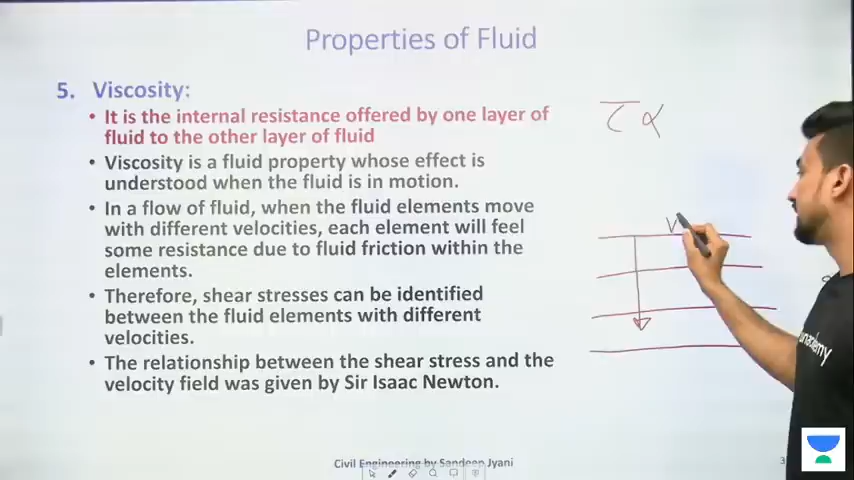 Properties of Fluid
5. Viscosity:
• It is the internal resistance offered by one layer of
fluid to the other layer of fluid
• Viscosity is a fluid property whose effect is
understood when the fluid is in motion.
• In a flow of fluid, when the fluid elements move
with different velocities, each element will feel
some resistance due to fluid friction within the
elements.
• Therefore, shear stresses can be identified
between the fluid elements with different
velocities.
• The relationship between the shear stress and the
velocity field was given by Sir Isaac Newton.
τ α
V
unacademy
Civil Engineering by Sandeep Jyani
3